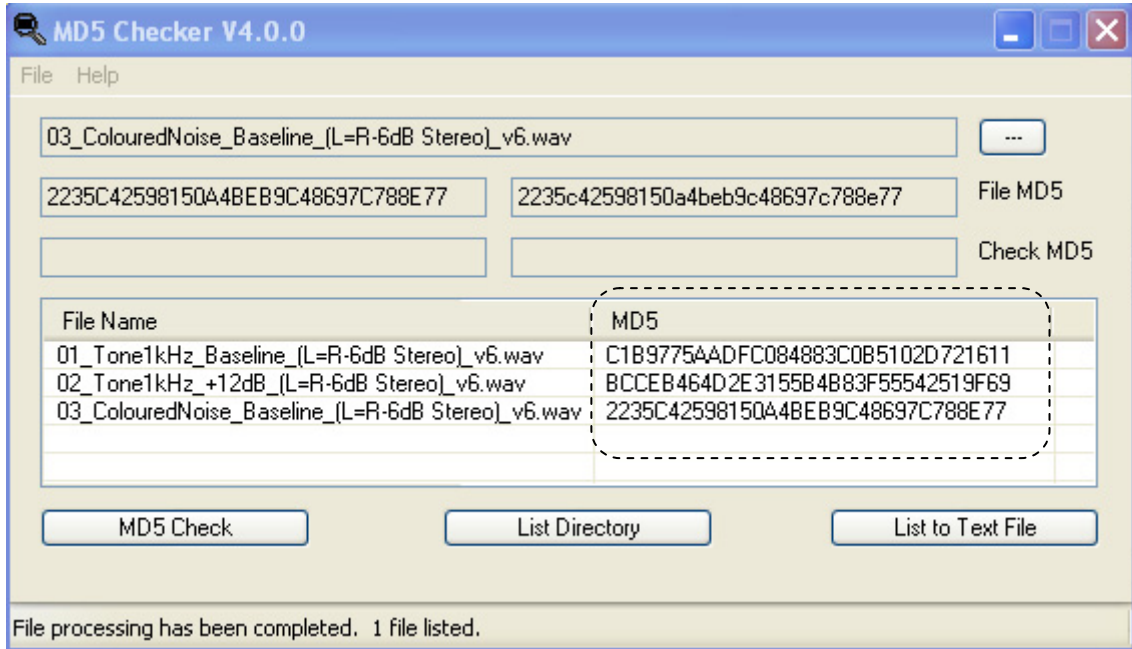 MD5 Checker V4.0.0
File Help
03_ColouredNoise_Baseline_(L=R-6dB Stereo)_v6.wav ---
2235C42598150A4BEB9C48697C788E77 2235c42598150a4beb9c48697c788e77 File MD5
Check MD5
File Name MD5
01_Tone1kHz_Baseline_(L=R-6dB Stereo)_v6.wav C1B9775AADFC084883C0B5102D721611
02_Tone1kHz_+12dB_(L=R-6dB Stereo)_v6.wav BCCEB464D2E3155B4B83F55542519F69
03_ColouredNoise_Baseline_(L=R-6dB Stereo)_v6.wav 2235C42598150A4BEB9C48697C788E77
MD5 Check List Directory List to Text File
File processing has been completed. 1 file listed.